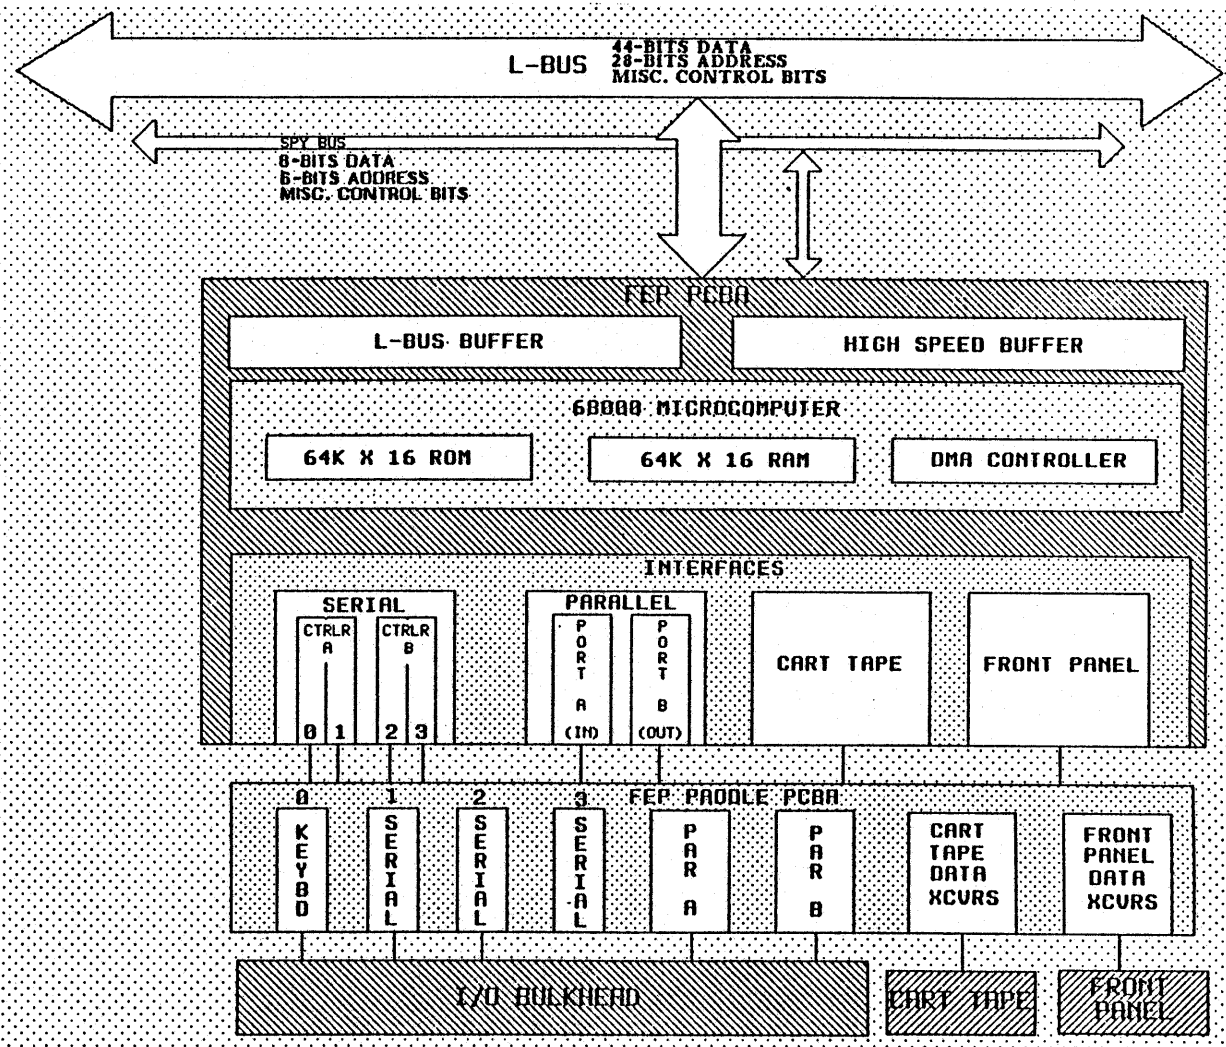 L-BUS
44-BITS DATA
28-BITS ADDRESS
MISC. CONTROL BITS
SPY BUS
8-BITS DATA
6-BITS ADDRESS
MISC. CONTROL BITS
FEP PCBA
L-BUS BUFFER
HIGH SPEED BUFFER
68000 MICROCOMPUTER
64K X 16 ROM
64K X 16 RAM
DMA CONTROLLER
INTERFACES
SERIAL
CTRLR A
CTRLR B
0 1 2 3
PARALLEL
PORT A
(IN)
PORT B
(OUT)
CART TAPE
FRONT PANEL
FEP PADDLE PCBA
0
KEYBD
1
SERIAL
2
SERIAL
3
SERIAL
PAR A
PAR B
CART
TAPE
DATA
XCVRS
FRONT
PANEL
DATA
XCVRS
I/O BULKHEAD
CART TAPE
FRONT
PANEL